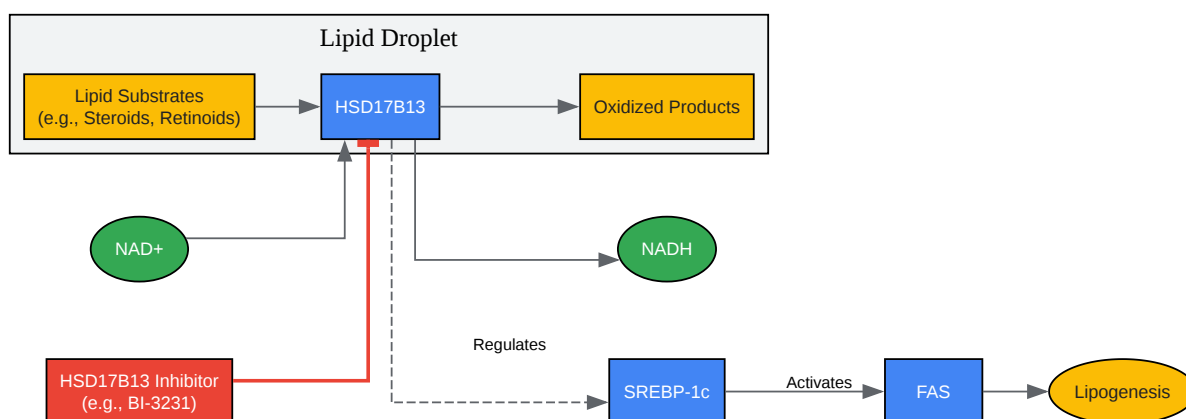 Lipid Droplet
Lipid Substrates
(e.g., Steroids, Retinoids)
HSD17B13
Oxidized Products
NAD+
NADH
Regulates
HSD17B13 Inhibitor
(e.g., BI-3231)
SREBP-1c
Activates
FAS
Lipogenesis